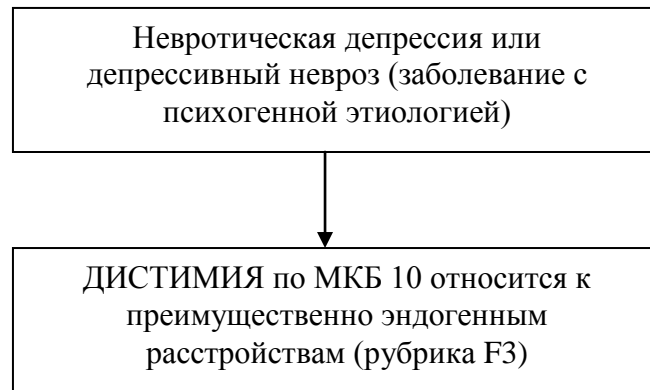 Невротическая депрессия или
депрессивный невроз (заболевание с
психогенной этиологией)
ДИСТИМИЯ по МКБ 10 относится к
преимущественно эндогенным
расстройствам (рубрика F3)